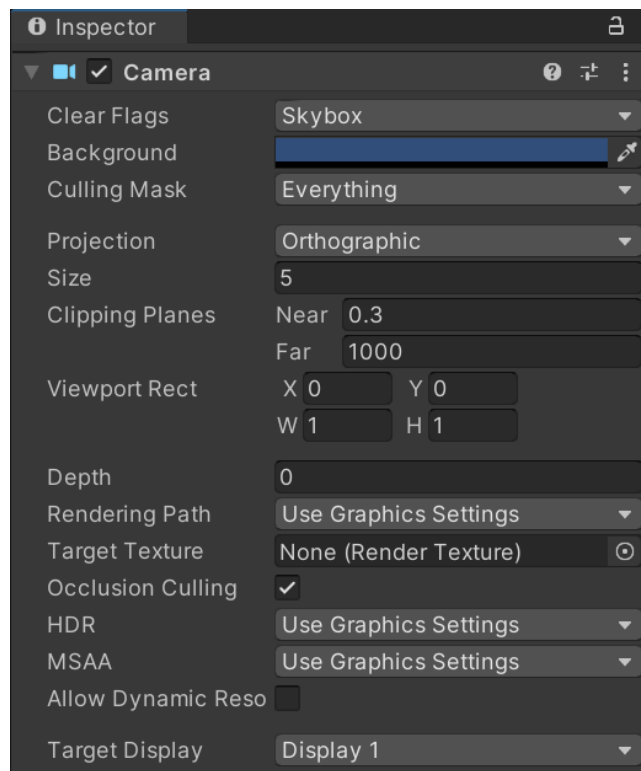 Inspector
Camera
Clear Flags Skybox
Background
Culling Mask Everything
Projection Orthographic
Size 5
Clipping Planes Near 0.3
Far 1000
Viewport Rect X 0 Y 0
W 1 H 1
Depth 0
Rendering Path Use Graphics Settings
Target Texture None (Render Texture)
Occlusion Culling
HDR Use Graphics Settings
MSAA Use Graphics Settings
Allow Dynamic Reso
Target Display Display 1